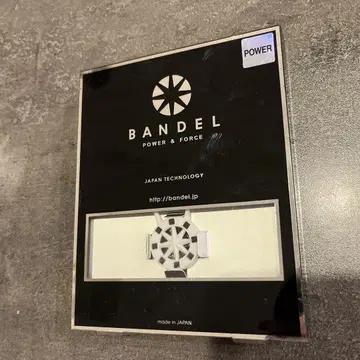 POWER
BANDEL
POWER & FORCE
JAPAN TECHNOLOGY
http://bandel.jp
made in JAPAN